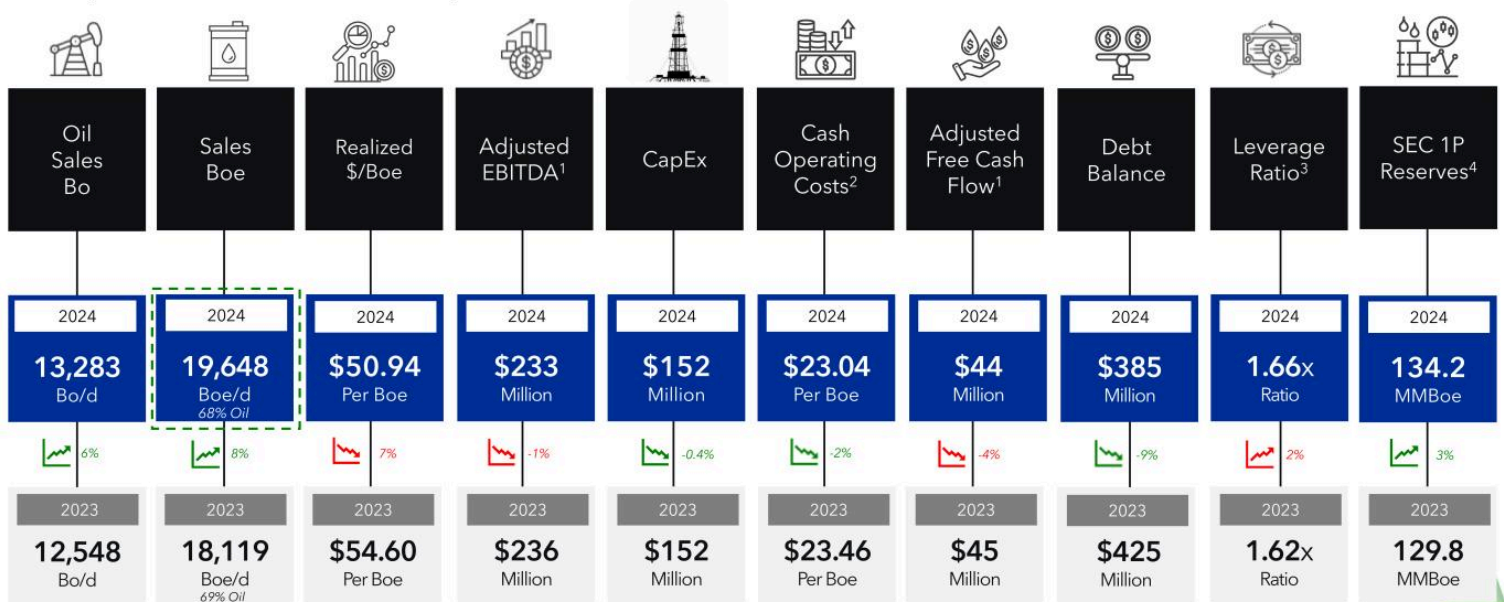 Oil
Sales
Bo
Sales
Boe
Realized
$/Boe
Adjusted
EBITDA¹
CapEx
Cash
Operating
Costs²
Adjusted
Free Cash
Flow¹
Debt
Balance
Leverage
Ratio³
SEC 1P
Reserves⁴
2024
13,283
Bo/d
2024
19,648
Boe/d
68% Oil
2024
$50.94
Per Boe
2024
$233
Million
2024
$152
Million
2024
$23.04
Per Boe
2024
$44
Million
2024
$385
Million
2024
1.66x
Ratio
2024
134.2
MMBoe
6%
8%
7%
-1%
-0.4%
-2%
-4%
-9%
2%
3%
2023
12,548
Bo/d
2023
18,119
Boe/d
69% Oil
2023
$54.60
Per Boe
2023
$236
Million
2023
$152
Million
2023
$23.46
Per Boe
2023
$45
Million
2023
$425
Million
2023
1.62x
Ratio
2023
129.8
MMBoe